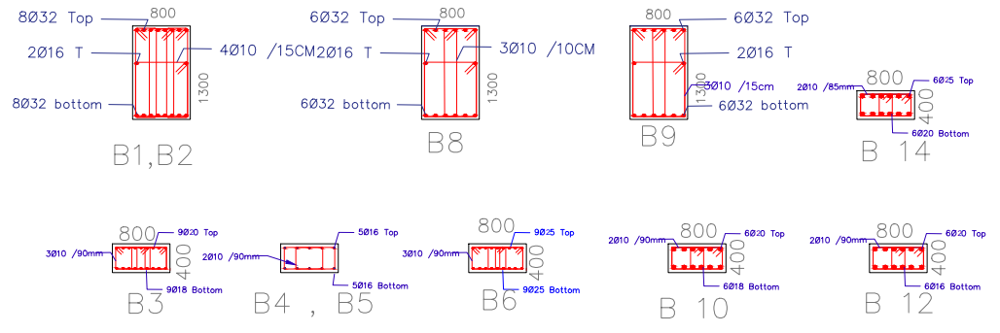 800
8Ø32 Top
2Ø16 T
4Ø10 /15CM
8Ø32 bottom
1300
B1,B2
800
6Ø32 Top
2Ø16 T
3Ø10 /10CM
6Ø32 bottom
1300
B8
800
6Ø32 Top
2Ø16 T
1300
3Ø10 /15cm
6Ø32 bottom
B9
800
2Ø10 /85mm
6Ø25 Top
400
6Ø20 Bottom
B 14
800
9Ø20 Top
3Ø10 /90mm
400
9Ø18 Bottom
B3
5Ø16 Top
2Ø10 /90mm
5Ø16 Bottom
B4 , B5
800
9Ø25 Top
3Ø10 /90mm
400
9Ø25 Bottom
B6
800
2Ø10 /90mm
6Ø20 Top
400
6Ø18 Bottom
B 10
800
2Ø10 /90mm
6Ø20 Top
400
6Ø16 Bottom
B 12